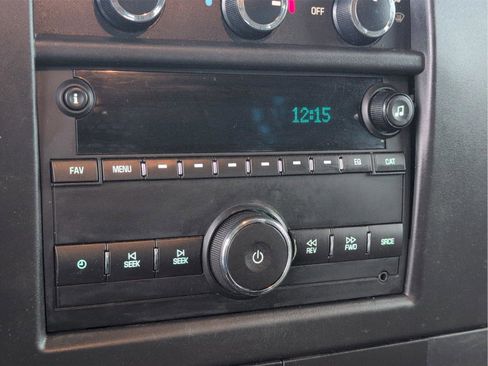 OFF
i
12:15
FAV MENU EQ CAT
SEEK SEEK REV FWD SRCE